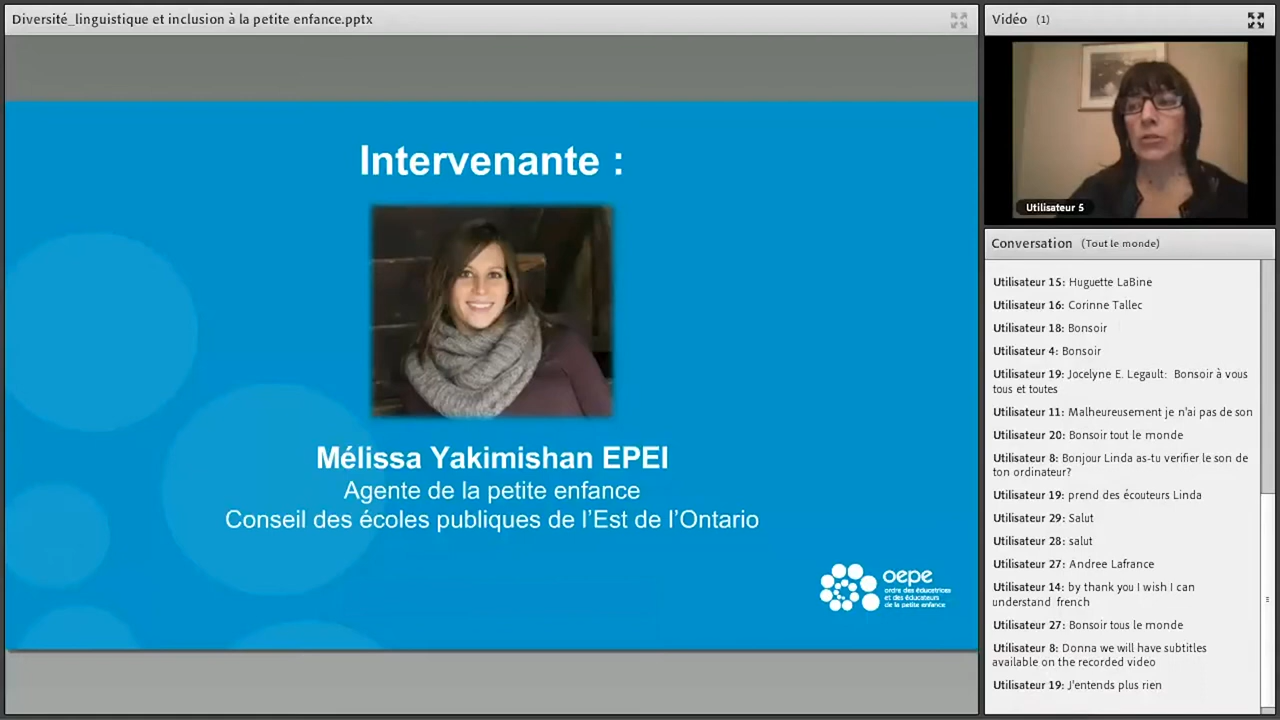 Diversité_linguistique et inclusion à la petite enfance.pptx
Intervenante :
Mélissa Yakimishan EPEI
Agente de la petite enfance
Conseil des écoles publiques de l'Est de l'Ontario
oepe
ordre des éducatrices
et des éducateurs
de la petite enfance
Vidéo (1)
Utilisateur 5
Conversation (Tout le monde)
Utilisateur 15: Huguette LaBine
Utilisateur 16: Corinne Tallec
Utilisateur 18: Bonsoir
Utilisateur 4: Bonsoir
Utilisateur 19: Jocelyne E. Legault: Bonsoir à vous
tous et toutes
Utilisateur 11: Malheureusement je n'ai pas de son
Utilisateur 20: Bonsoir tout le monde
Utilisateur 8: Bonjour Linda as-tu verifier le son de
ton ordinateur?
Utilisateur 19: prend des écouteurs Linda
Utilisateur 29: Salut
Utilisateur 28: salut
Utilisateur 27: Andree Lafrance
Utilisateur 14: by thank you I wish I can
understand french
Utilisateur 27: Bonsoir tous le monde
Utilisateur 8: Donna we will have subtitles
available on the recorded video
Utilisateur 19: J'entends plus rien